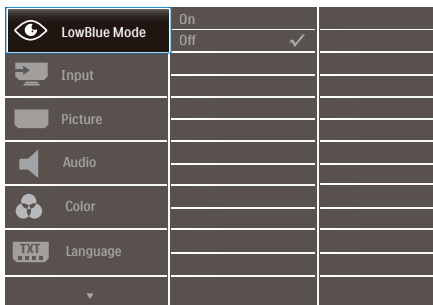 LowBlue Mode
On
Off
Input
Picture
Audio
Color
TXT
Language